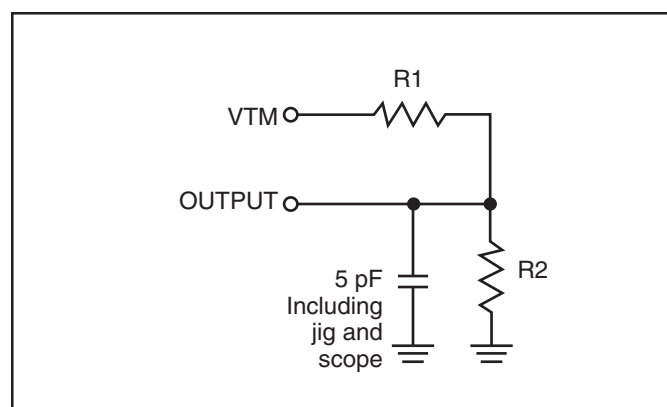 R1
VTM
OUTPUT
R2
5 pF
Including
jig and
scope